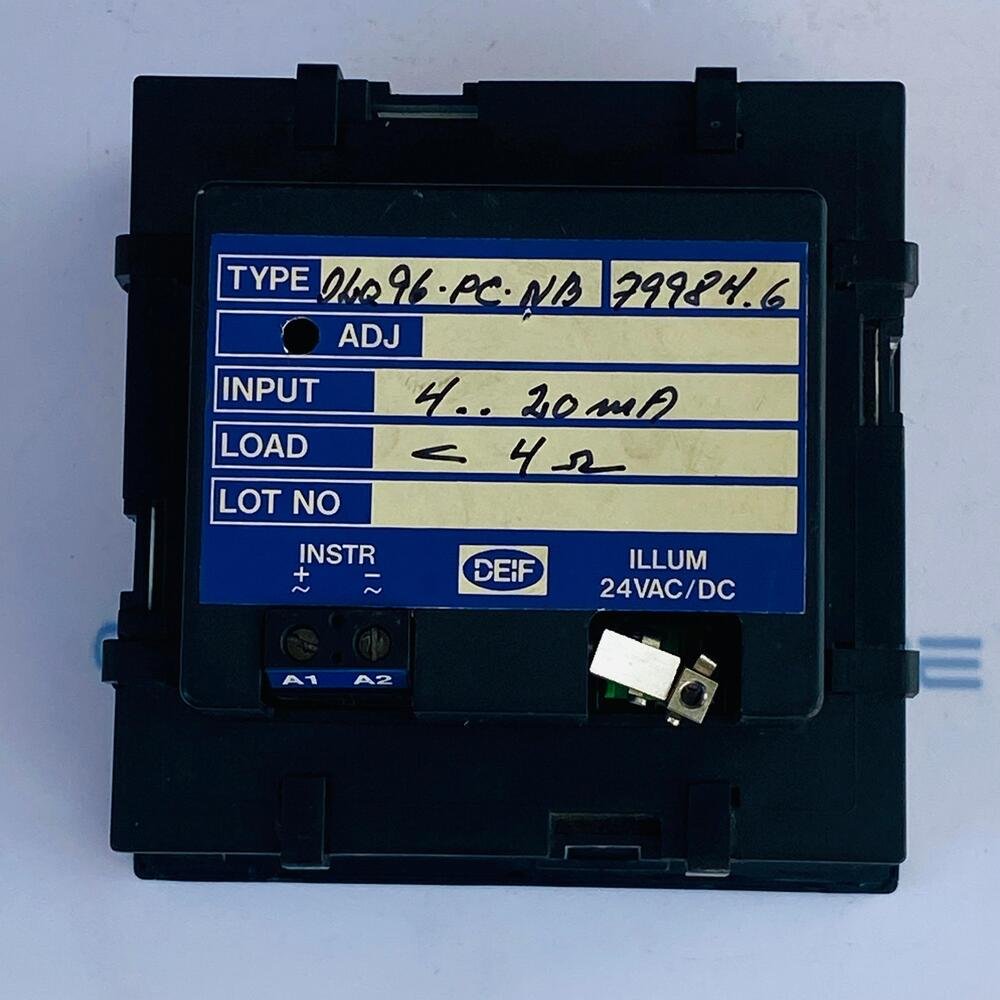 TYPE DLQ96-PC-NB 79984.6
ADJ
INPUT 4..20mA
LOAD < 4Ω
LOT NO
INSTR DEIF ILLUM
+ − 24VAC/DC
~ ~
A1 A2